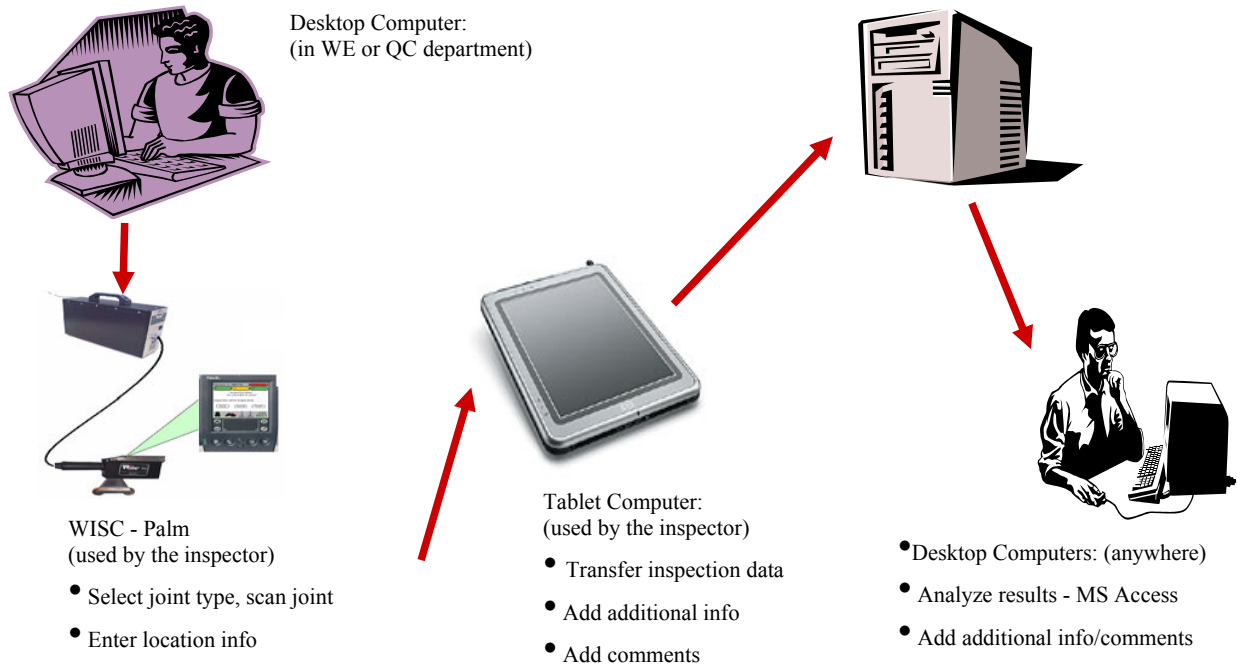 Desktop Computer:
(in WE or QC department)
WISC - Palm
(used by the inspector)
• Select joint type, scan joint
• Enter location info
Tablet Computer:
(used by the inspector)
• Transfer inspection data
• Add additional info
• Add comments
•Desktop Computers: (anywhere)
• Analyze results - MS Access
• Add additional info/comments